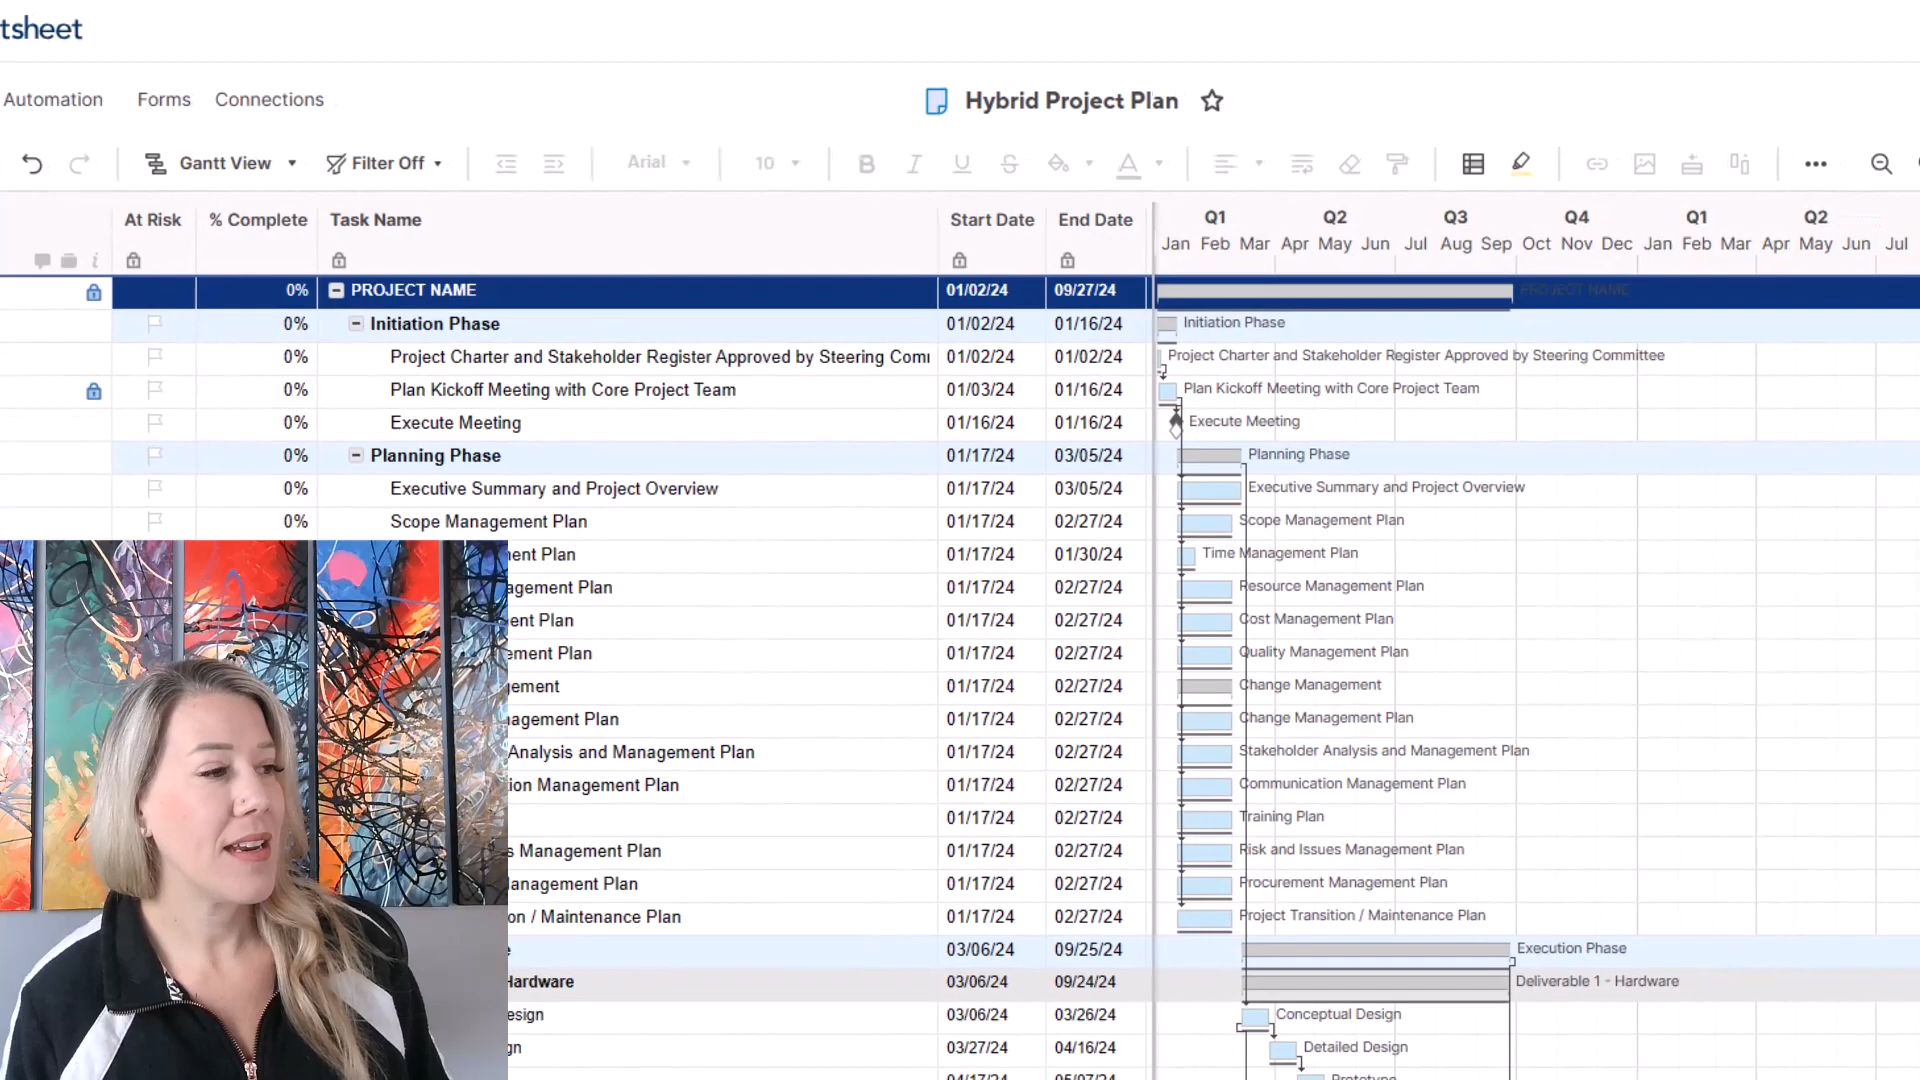 tsheet
Automation Forms Connections
Hybrid Project Plan
Gantt View Filter Off Arial 10 B I U S A
At Risk % Complete Task Name Start Date End Date
Q1 Q2 Q3 Q4 Q1 Q2
Jan Feb Mar Apr May Jun Jul Aug Sep Oct Nov Dec Jan Feb Mar Apr May Jun Jul
0% PROJECT NAME 01/02/24 09/27/24 PROJECT NAME
0% Initiation Phase 01/02/24 01/16/24 Initiation Phase
0% Project Charter and Stakeholder Register Approved by Steering Com 01/02/24 01/02/24 Project Charter and Stakeholder Register Approved by Steering Committee
0% Plan Kickoff Meeting with Core Project Team 01/03/24 01/16/24 Plan Kickoff Meeting with Core Project Team
0% Execute Meeting 01/16/24 01/16/24 Execute Meeting
0% Planning Phase 01/17/24 03/05/24 Planning Phase
0% Executive Summary and Project Overview 01/17/24 03/05/24 Executive Summary and Project Overview
0% Scope Management Plan 01/17/24 02/27/24 Scope Management Plan
ent Plan 01/17/24 01/30/24 Time Management Plan
agement Plan 01/17/24 02/27/24 Resource Management Plan
ent Plan 01/17/24 02/27/24 Cost Management Plan
ement Plan 01/17/24 02/27/24 Quality Management Plan
gement 01/17/24 02/27/24 Change Management
agement Plan 01/17/24 02/27/24 Change Management Plan
Analysis and Management Plan 01/17/24 02/27/24 Stakeholder Analysis and Management Plan
ion Management Plan 01/17/24 02/27/24 Communication Management Plan
01/17/24 02/27/24 Training Plan
s Management Plan 01/17/24 02/27/24 Risk and Issues Management Plan
anagement Plan 01/17/24 02/27/24 Procurement Management Plan
on / Maintenance Plan 01/17/24 02/27/24 Project Transition / Maintenance Plan
e 03/06/24 09/25/24 Execution Phase
Hardware 03/06/24 09/24/24 Deliverable 1 - Hardware
esign 03/06/24 03/26/24 Conceptual Design
gn 03/27/24 04/16/24 Detailed Design
04/17/24 05/07/24 Prototype